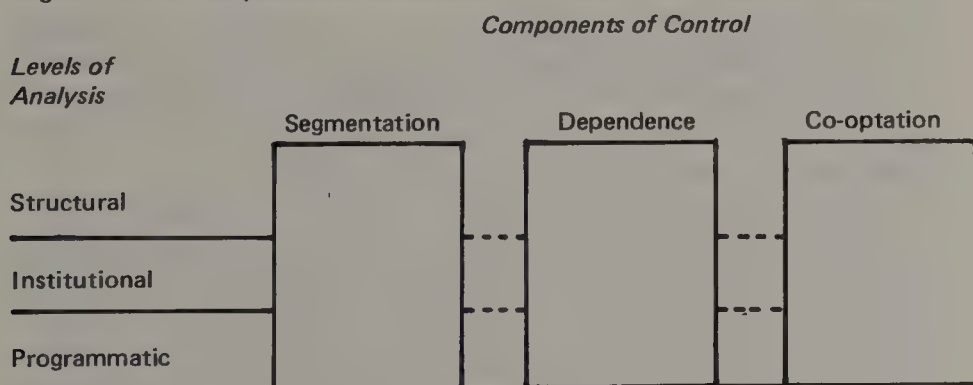 Components of Control
Levels of
Analysis
Segmentation
Dependence
Co-optation
Structural
Institutional
Programmatic